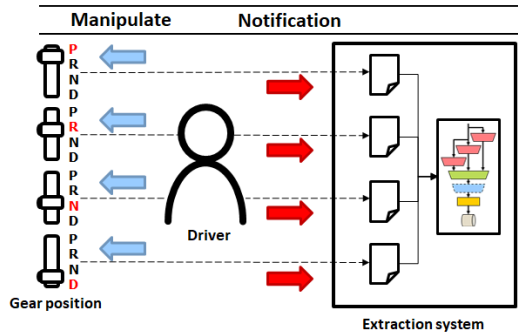 Manipulate Notification
P
R
N
D
P
R
N
D
P
R
N
D
P
R
N
D
Driver
Gear position
Extraction system